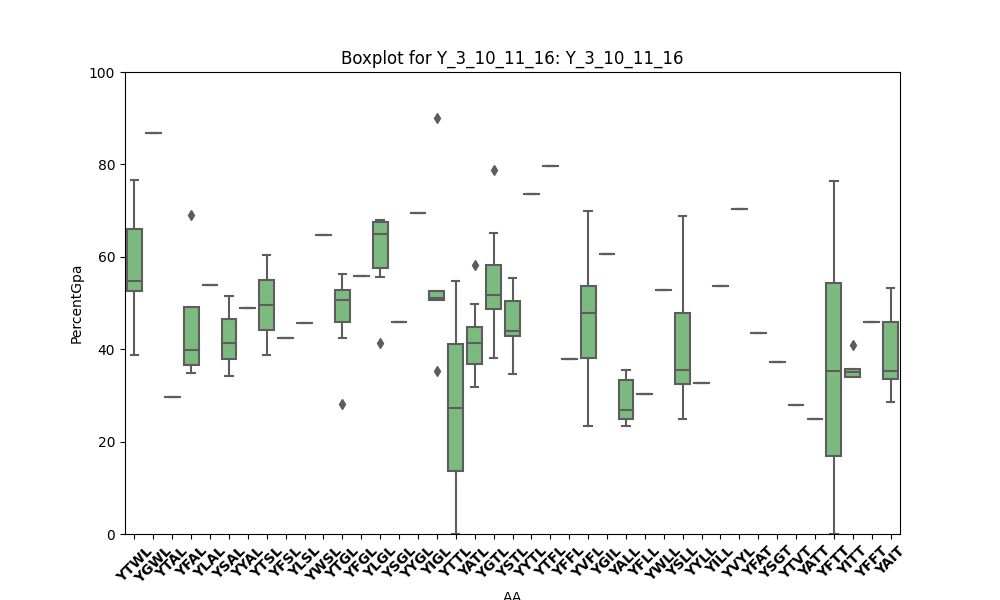 Boxplot for Y_3_10_11_16: Y_3_10_11_16
PercentGpa
100
80
60
40
20
0
YTWL
YGWL
YTAL
YFAL
YLAL
YSAL
YYAL
YTSL
YFSL
YLSL
YWSL
YTGL
YFGL
YLGL
YSGL
YYGL
YIGL
YTTL
YATL
YGTL
YSTL
YYTL
YTFL
YFFL
YVFL
YGIL
YALL
YFLL
YWLL
YSLL
YYLL
YILL
YVYL
YFAT
YSGT
YTVT
YATT
YFTT
YITT
YFFT
YAIT
AA